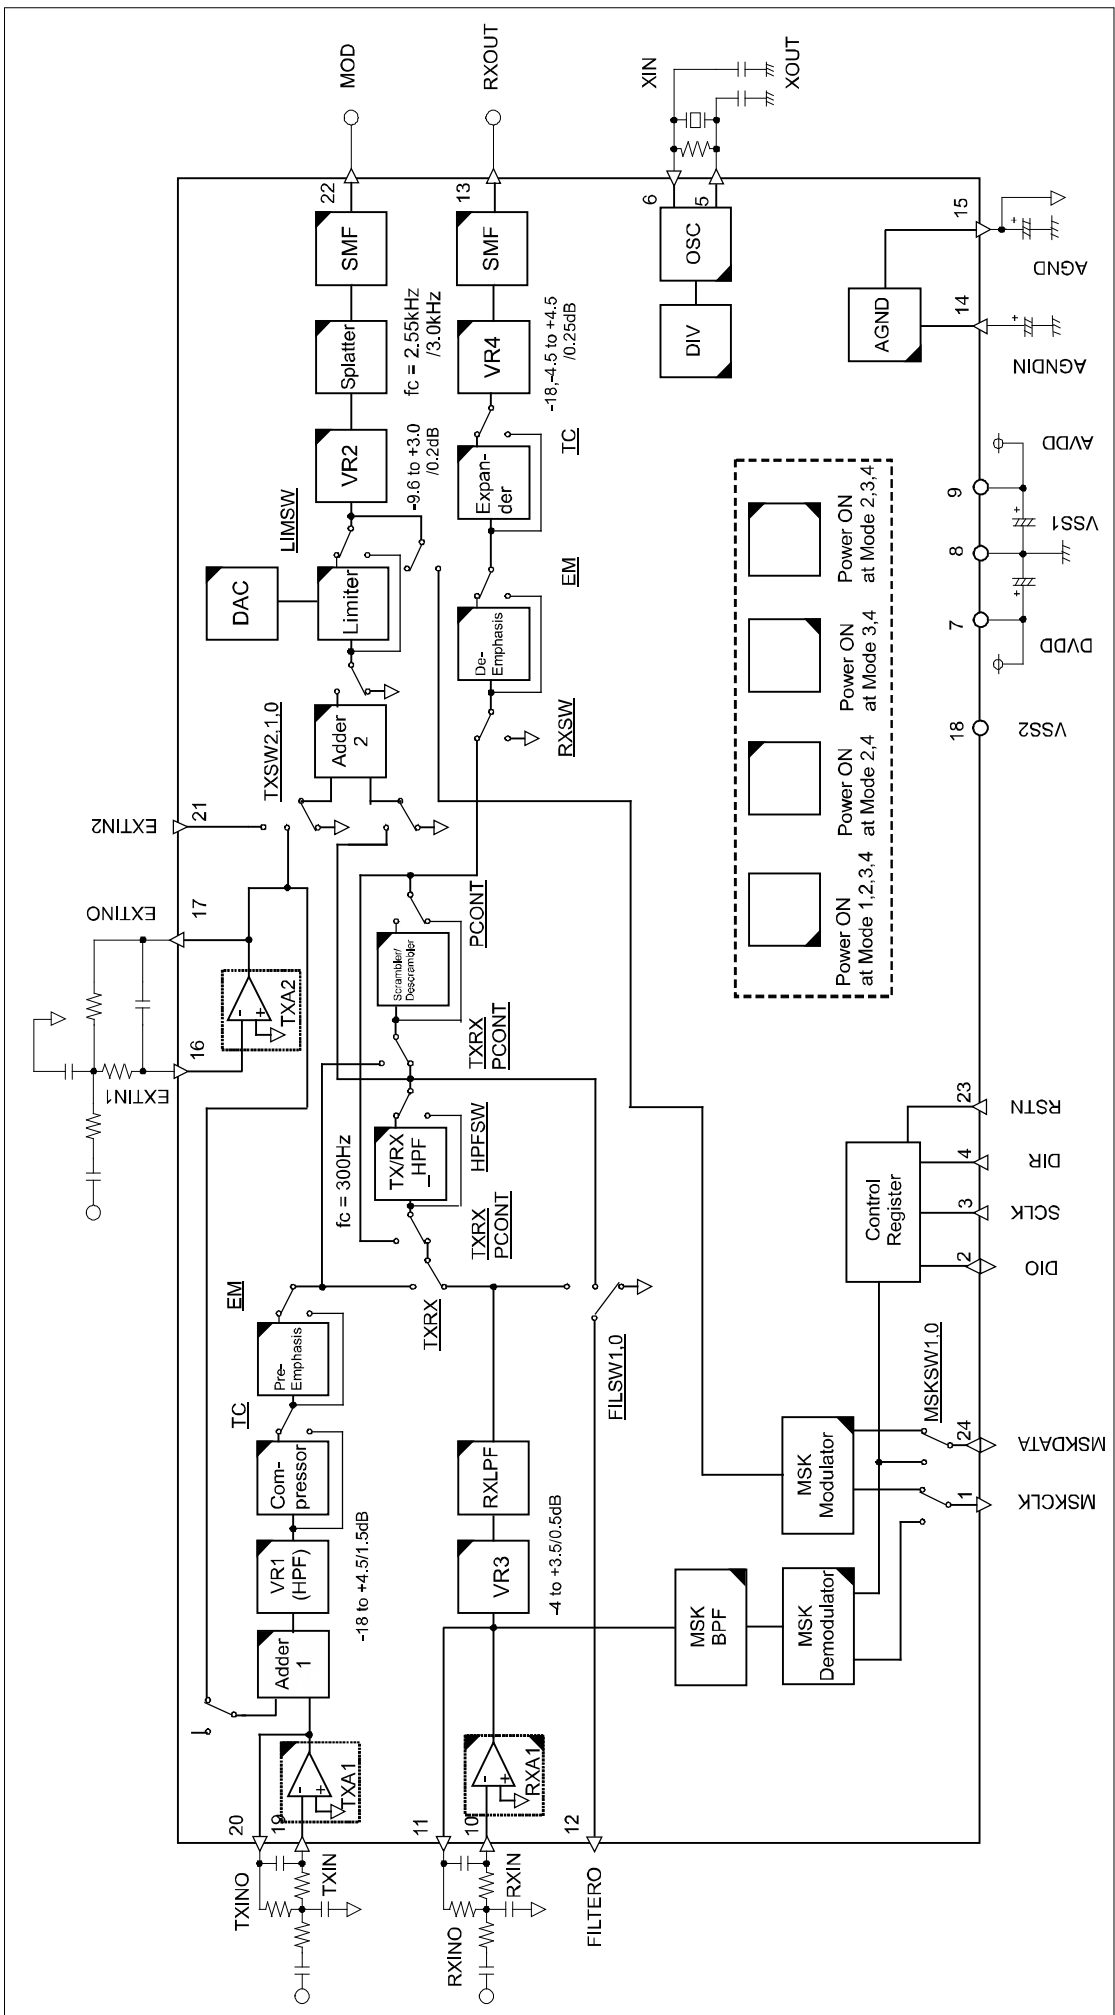 TXINO
20
19
TXIN
TXA1
-
+
RXINO
11
10
RXIN
RXA1
-
+
FILTERO
12
Adder
1
VR1
(HPF)
-18 to +4.5/1.5dB
Com-
pressor
TC
Pre-
Emphasis
EM
VR3
-4 to +3.5/0.5dB
RXLPF
TXRX
FILSW1,0
TXRX
PCONT
fc = 300Hz
TX/RX
_HPF
HPFSW
TXRX
PCONT
Scrambler/
Descrambler
PCONT
EXTIN1
16
-
+
TXA2
EXTINO
17
EXTIN2
21
TXSW2,1,0
Adder
2
DAC
Limiter
LIMSW
VR2
-9.6 to +3.0
/0.2dB
Splatter
fc = 2.55kHz
/3.0kHz
SMF
22
MOD
RXSW
De-
Emphasis
EM
Expan-
der
TC
VR4
-18,-4.5 to +4.5
/0.25dB
SMF
13
RXOUT
MSK
BPF
MSK
Demodulator
MSK
Modulator
MSKSW1,0
1
MSKCLK
24
MSKDATA
Control
Register
2
DIO
3
SCLK
4
DIR
23
RSTN
Power ON
at Mode 1,2,3,4
Power ON
at Mode 2,4
Power ON
at Mode 3,4
Power ON
at Mode 2,3,4
18
VSS2
7
DVDD
8
VSS1
9
AVDD
DIV
OSC
6
5
XIN
XOUT
AGND
14
AGNDIN
15
AGND
+
+
+
+